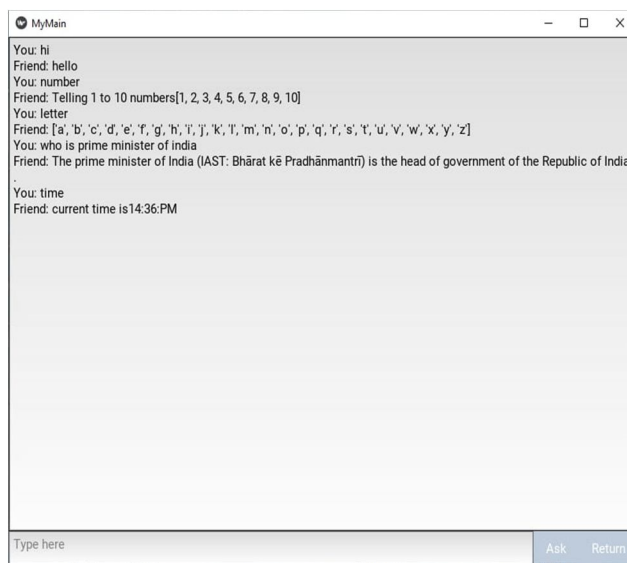 MyMain
You: hi
Friend: hello
You: number
Friend: Telling 1 to 10 numbers[1, 2, 3, 4, 5, 6, 7, 8, 9, 10]
You: letter
Friend: ['a', 'b', 'c', 'd', 'e', 'f', 'g', 'h', 'i', 'j', 'k', 'l', 'm', 'n', 'o', 'p', 'q', 'r', 's', 't', 'u', 'v', 'w', 'x', 'y', 'z']
You: who is prime minister of india
Friend: The prime minister of India (IAST: Bhārat kē Pradhānmantrī) is the head of government of the Republic of India
.
You: time
Friend: current time is14:36:PM
Type here
Ask Return